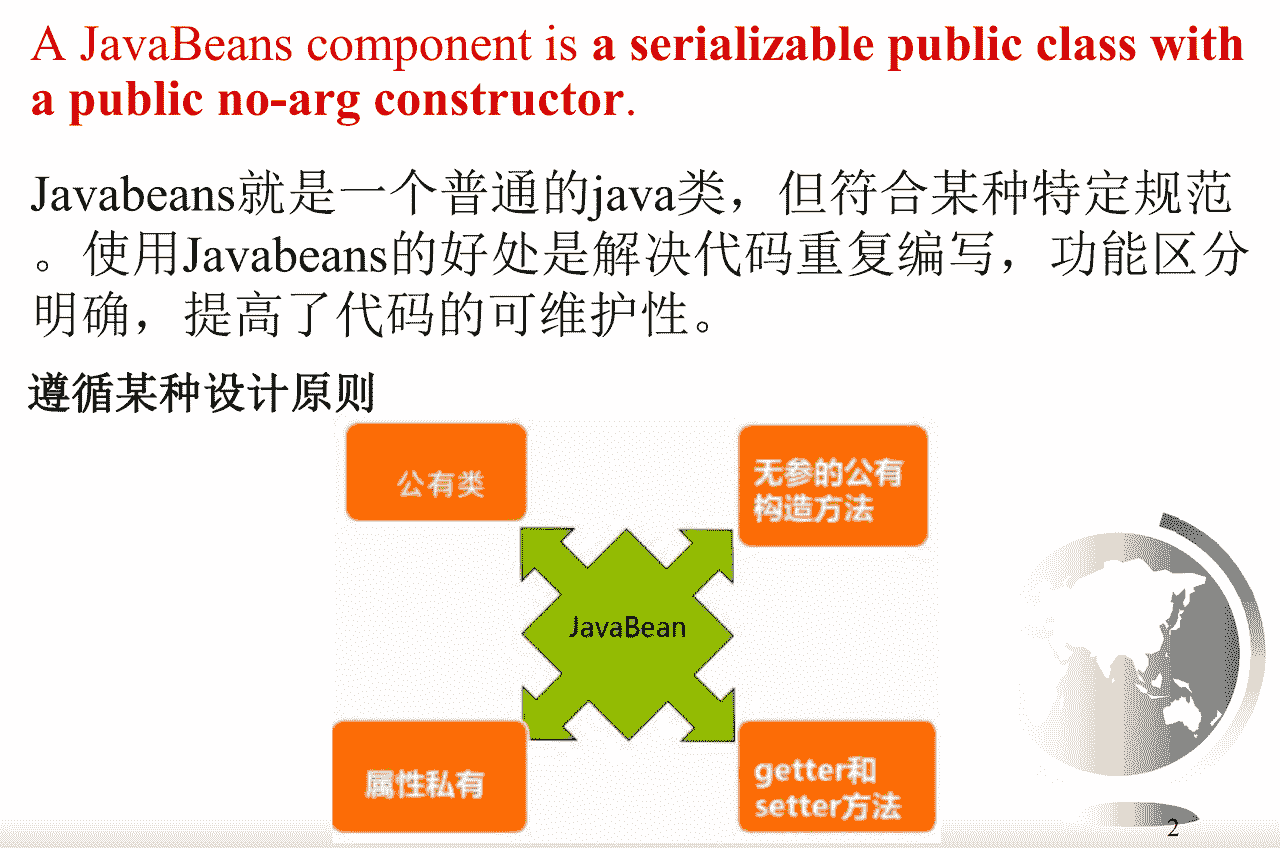 A JavaBeans component is a serializable public class with
a public no-arg constructor.
Javabeans就是一个普通的java类，但符合某种特定规范
。使用Javabeans的好处是解决代码重复编写，功能区分
明确，提高了代码的可维护性。
遵循某种设计原则
公有类
无参的公有
构造方法
JavaBean
属性私有
getter和
setter方法
2